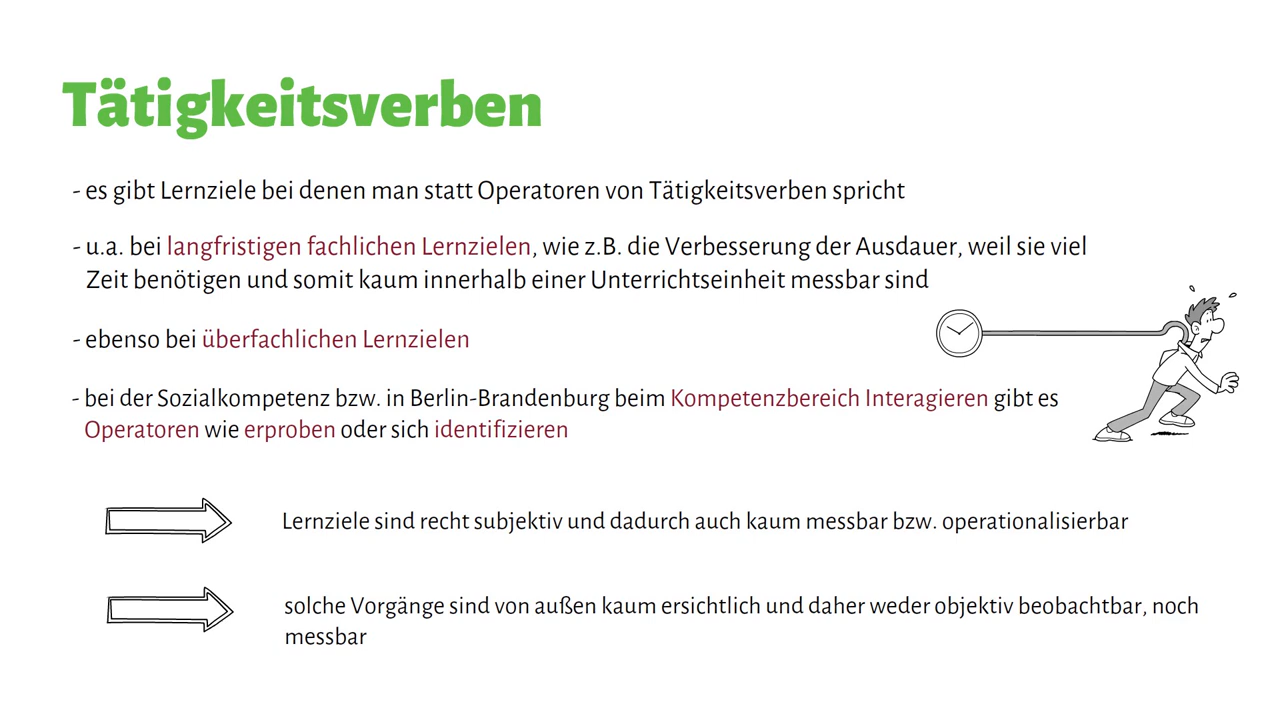 Tätigkeitsverben
- es gibt Lernziele bei denen man statt Operatoren von Tätigkeitsverben spricht
- u.a. bei langfristigen fachlichen Lernzielen, wie z.B. die Verbesserung der Ausdauer, weil sie viel
Zeit benötigen und somit kaum innerhalb einer Unterrichtseinheit messbar sind
- ebenso bei überfachlichen Lernzielen
- bei der Sozialkompetenz bzw. in Berlin-Brandenburg beim Kompetenzbereich Interagieren gibt es
Operatoren wie erproben oder sich identifizieren
Lernziele sind recht subjektiv und dadurch auch kaum messbar bzw. operationalisierbar
solche Vorgänge sind von außen kaum ersichtlich und daher weder objektiv beobachtbar, noch
messbar